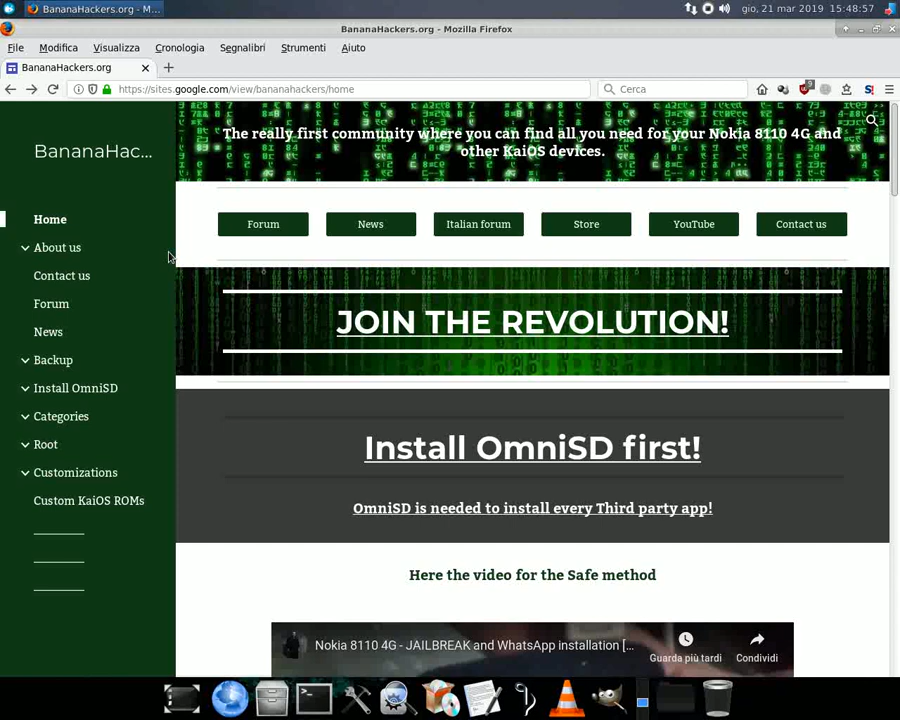 BananaHackers.org - M...
gio, 21 mar 2019 15:48:57
BananaHackers.org - Mozilla Firefox
File Modifica Visualizza Cronologia Segnalibri Strumenti Aiuto
BananaHackers.org
https://sites.google.com/view/bananahackers/home
Cerca
BananaHac...
Home
About us
Contact us
Forum
News
Backup
Install OmniSD
Categories
Root
Customizations
Custom KaiOS ROMs
The really first community where you can find all you need for your Nokia 8110 4G and
other KaiOS devices.
Forum News Italian forum Store YouTube Contact us
JOIN THE REVOLUTION!
Install OmniSD first!
OmniSD is needed to install every Third party app!
Here the video for the Safe method
Nokia 8110 4G - JAILBREAK and WhatsApp installation [...
Guarda più tardi
Condividi